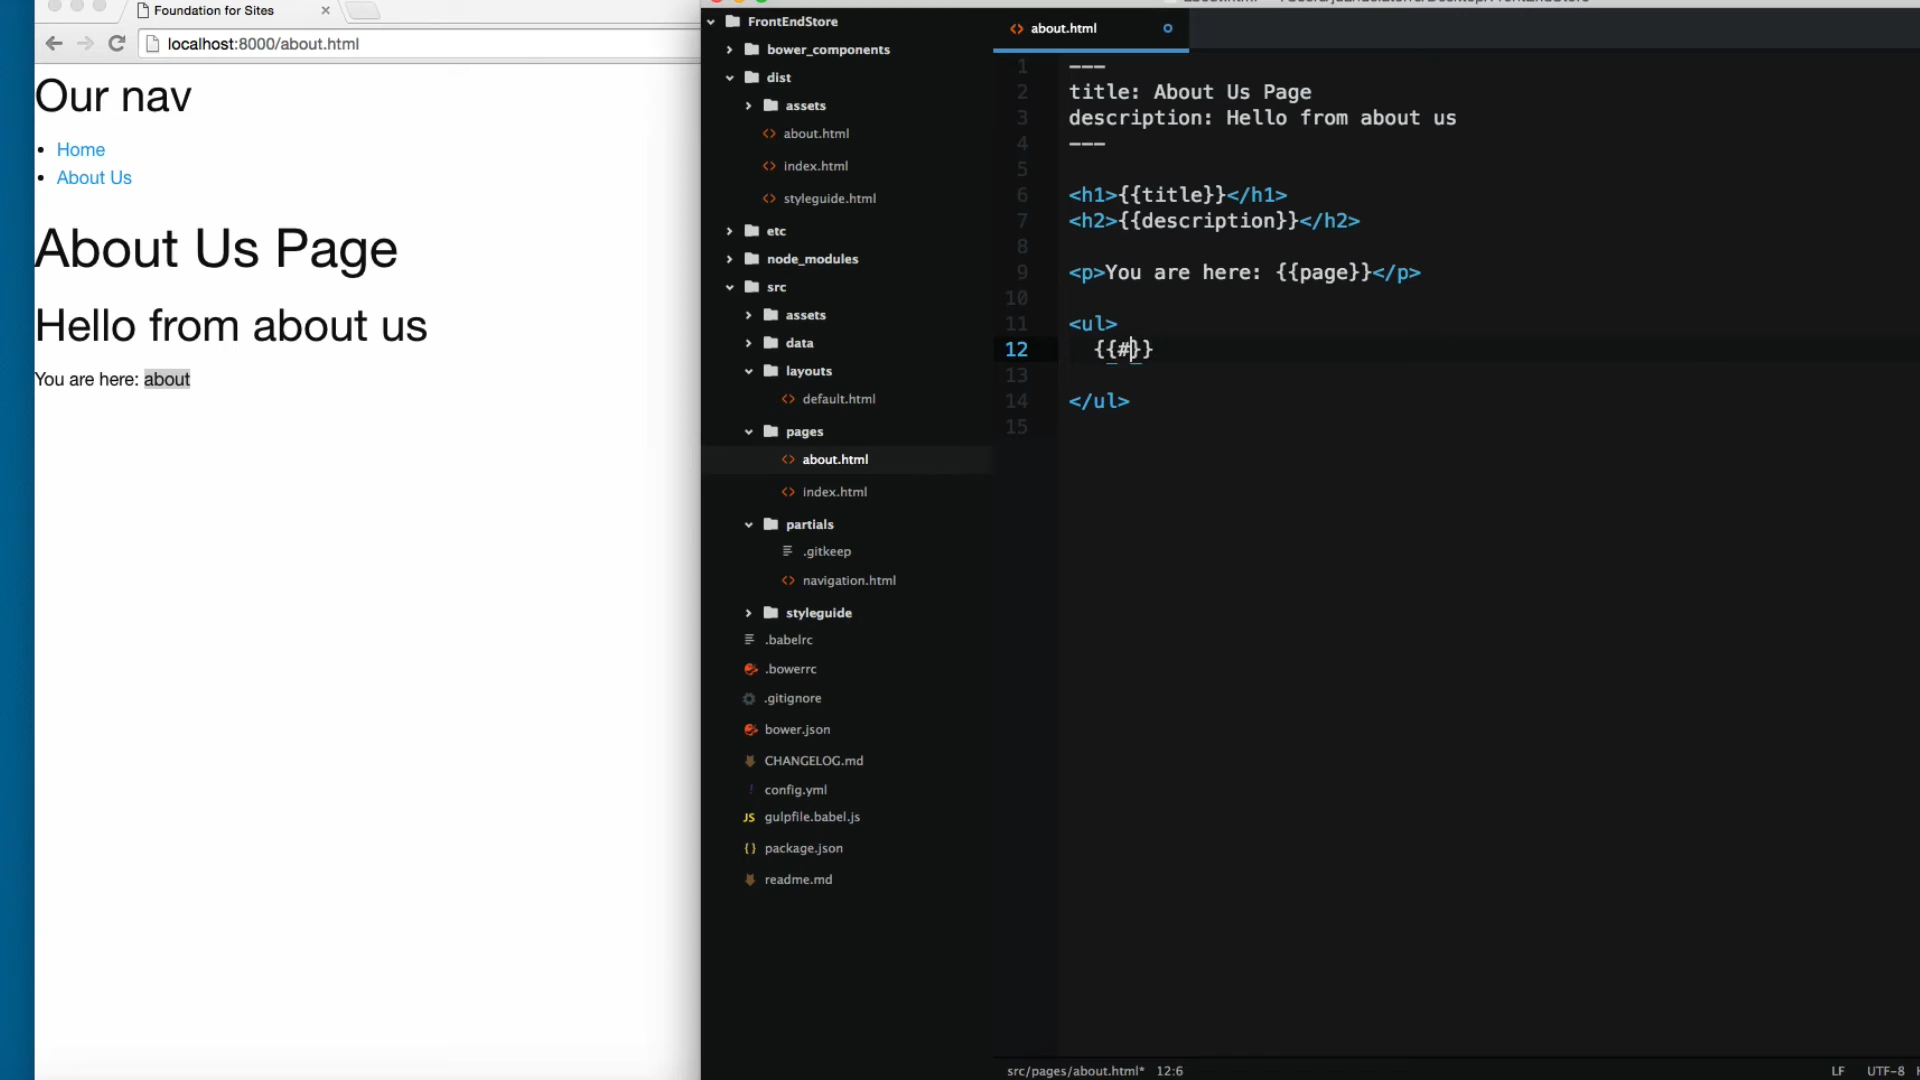 Foundation for Sites
localhost:8000/about.html
Our nav
Home
About Us
About Us Page
Hello from about us
You are here: about
FrontEndStore
bower_components
dist
assets
about.html
index.html
styleguide.html
etc
node_modules
src
assets
data
layouts
default.html
pages
about.html
index.html
partials
.gitkeep
navigation.html
styleguide
.babelrc
.bowerrc
.gitignore
bower.json
CHANGELOG.md
config.yml
JS gulpfile.babel.js
package.json
readme.md
about.html
1 ---
2 title: About Us Page
3 description: Hello from about us
4 ---
5
6 <h1>{{title}}</h1>
7 <h2>{{description}}</h2>
8
9 <p>You are here: {{page}}</p>
10
11 <ul>
12 {{#}}
13
14 </ul>
15
src/pages/about.html* 12:6
LF UTF-8